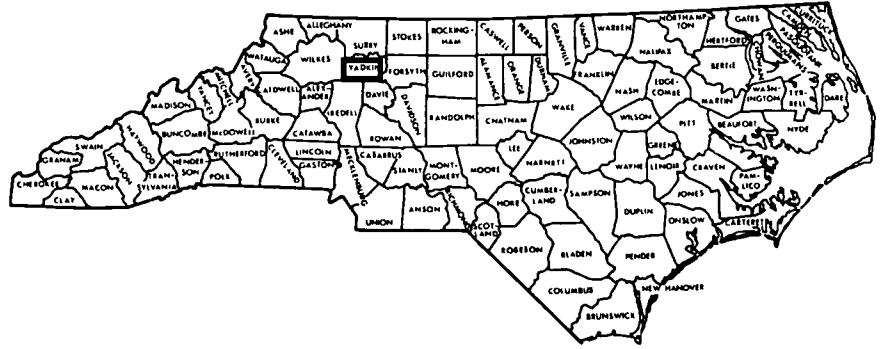 ASHE
ALLEGHANY
SURRY
STOKES
ROCKING-
HAM
CASWELL
PERSON
GRANVILLE
VANCE
WARREN
NORTHAMP
TON
GATES
HERTFORD
CURRITUCK
CAMDEN
PASQUOTANK
PERQUIMANS
CHOWAN
WATAUGA
WILKES
YADKIN
FORSYTH
GUILFORD
ALAMANCE
ORANGE
DURHAM
FRANKLIN
HALIFAX
BERTIE
NASH
EDGE-
COMBE
MARTIN
WASH-
INGTON
TYR-
RELL
DARE
MADISON
YANCEY
MITCHELL
AVERY
CALDWELL
ALEX-
ANDER
IREDELL
DAVIE
DAVIDSON
RANDOLPH
CHATHAM
WAKE
WILSON
PITT
BEAUFORT
HYDE
SWAIN
HAYWOOD
BUNCOMBE
McDOWELL
BURKE
CATAWBA
ROWAN
LEE
JOHNSTON
GREENE
GRAHAM
CHEROKEE
CLAY
MACON
JACKSON
TRAN-
SYLVANIA
HENDER-
SON
POLK
RUTHERFORD
CLEVELAND
LINCOLN
GASTON
MECKLENBURG
CABARRUS
STANLY
MONT-
GOMERY
MOORE
HARNETT
WAYNE
LENOIR
CRAVEN
PAM-
LICO
UNION
ANSON
RICHMOND
SCOT-
LAND
HOKE
CUMBER-
LAND
SAMPSON
DUPLIN
JONES
ONSLOW
CARTERET
ROBESON
BLADEN
PENDER
COLUMBUS
NEW HANOVER
BRUNSWICK